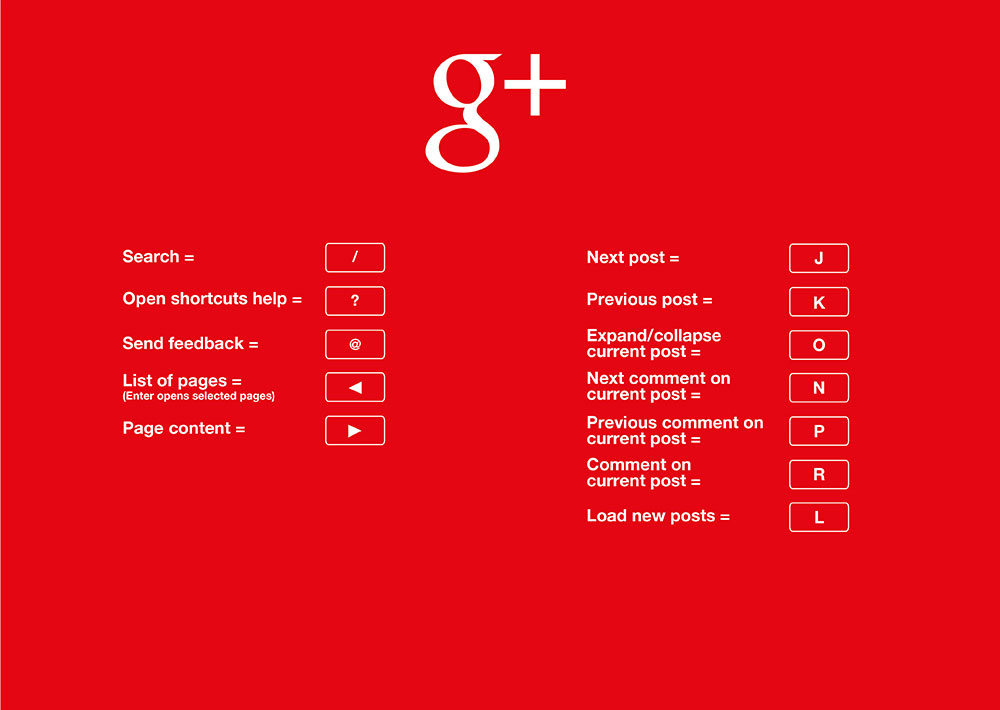 g+
Search =
/
Open shortcuts help =
?
Send feedback =
@
List of pages =
(Enter opens selected pages)
◀
Page content =
▶
Next post =
J
Previous post =
K
Expand/collapse
current post =
O
Next comment on
current post =
N
Previous comment on
current post =
P
Comment on
current post =
R
Load new posts =
L